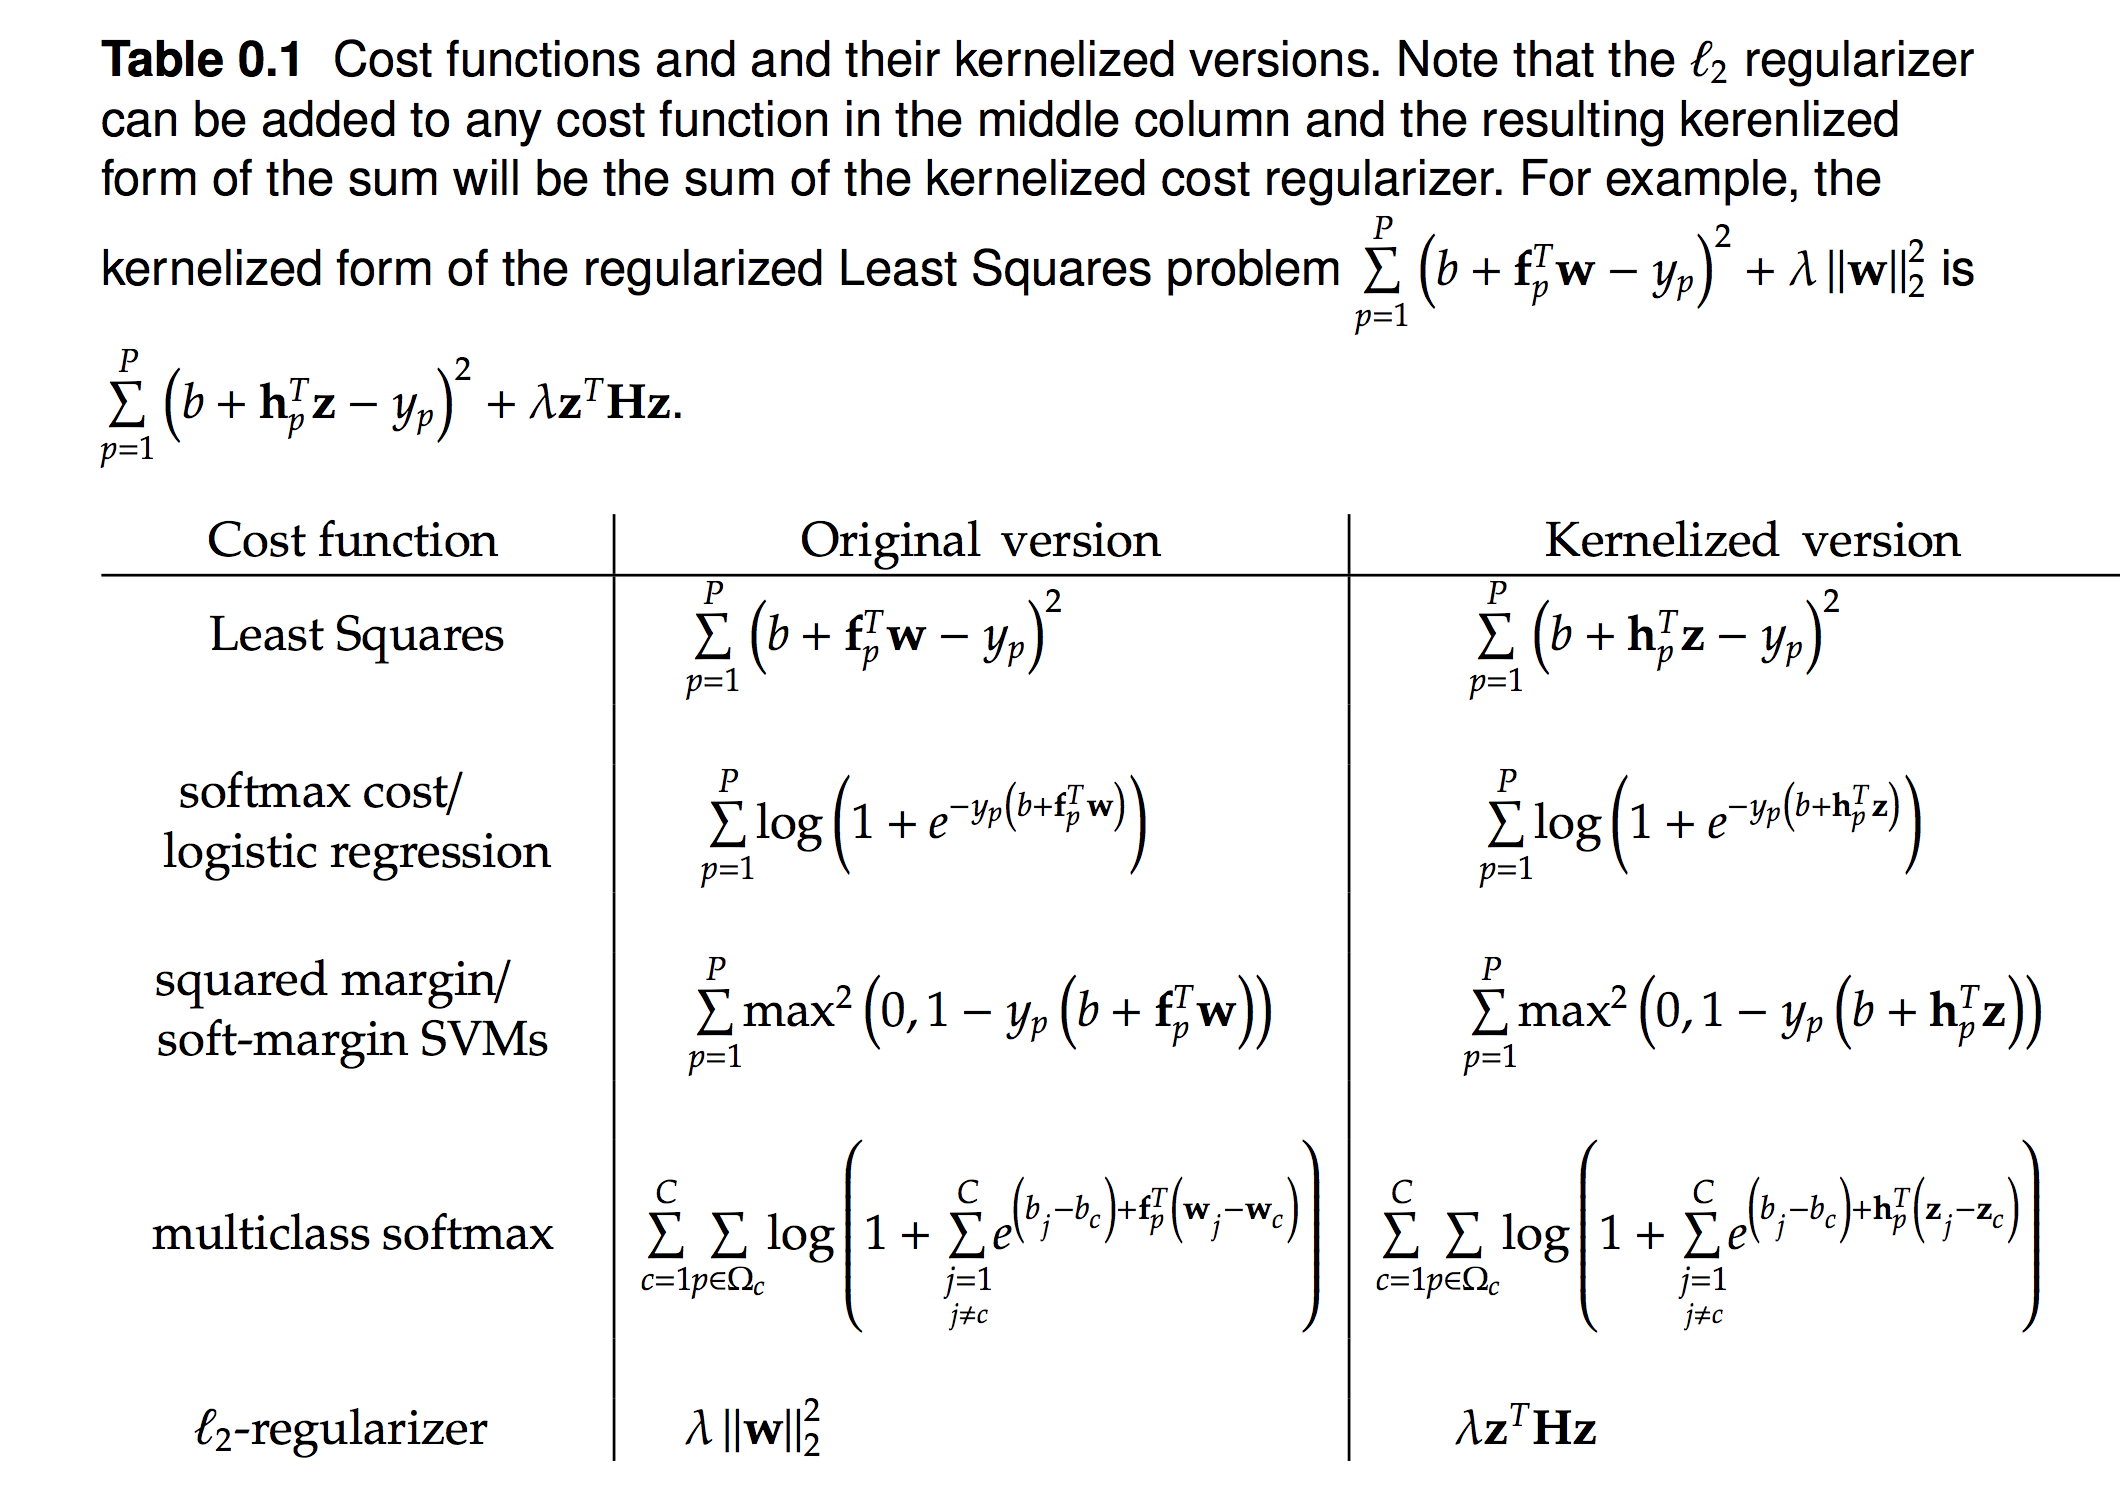 Table 0.1 Cost functions and and their kernelized versions. Note that the ℓ₂ regularizer
can be added to any cost function in the middle column and the resulting kerenlized
form of the sum will be the sum of the kernelized cost regularizer. For example, the
kernelized form of the regularized Least Squares problem $\sum_{p=1}^{P} \left(b + \mathbf{f}_p^T \mathbf{w} - y_p\right)^2 + \lambda \|\mathbf{w}\|_2^2$ is
$\sum_{p=1}^{P} \left(b + \mathbf{h}_p^T \mathbf{z} - y_p\right)^2 + \lambda \mathbf{z}^T \mathbf{H} \mathbf{z}.$
Cost function | Original version | Kernelized version
Least Squares | $\sum_{p=1}^{P} \left(b + \mathbf{f}_p^T \mathbf{w} - y_p\right)^2$ | $\sum_{p=1}^{P} \left(b + \mathbf{h}_p^T \mathbf{z} - y_p\right)^2$
softmax cost/
logistic regression | $\sum_{p=1}^{P} \log\left(1 + e^{-y_p\left(b + \mathbf{f}_p^T \mathbf{w}\right)}\right)$ | $\sum_{p=1}^{P} \log\left(1 + e^{-y_p\left(b + \mathbf{h}_p^T \mathbf{z}\right)}\right)$
squared margin/
soft-margin SVMs | $\sum_{p=1}^{P} \max^2\left(0, 1 - y_p\left(b + \mathbf{f}_p^T \mathbf{w}\right)\right)$ | $\sum_{p=1}^{P} \max^2\left(0, 1 - y_p\left(b + \mathbf{h}_p^T \mathbf{z}\right)\right)$
multiclass softmax | $\sum_{c=1}^{C} \sum_{p \in \Omega_c} \log\left(1 + \sum_{\substack{j=1 \\ j \neq c}}^{C} e^{\left(b_j - b_c\right) + \mathbf{f}_p^T\left(\mathbf{w}_j - \mathbf{w}_c\right)}\right)$ | $\sum_{c=1}^{C} \sum_{p \in \Omega_c} \log\left(1 + \sum_{\substack{j=1 \\ j \neq c}}^{C} e^{\left(b_j - b_c\right) + \mathbf{h}_p^T\left(\mathbf{z}_j - \mathbf{z}_c\right)}\right)$
ℓ₂-regularizer | $\lambda \|\mathbf{w}\|_2^2$ | $\lambda \mathbf{z}^T \mathbf{H} \mathbf{z}$